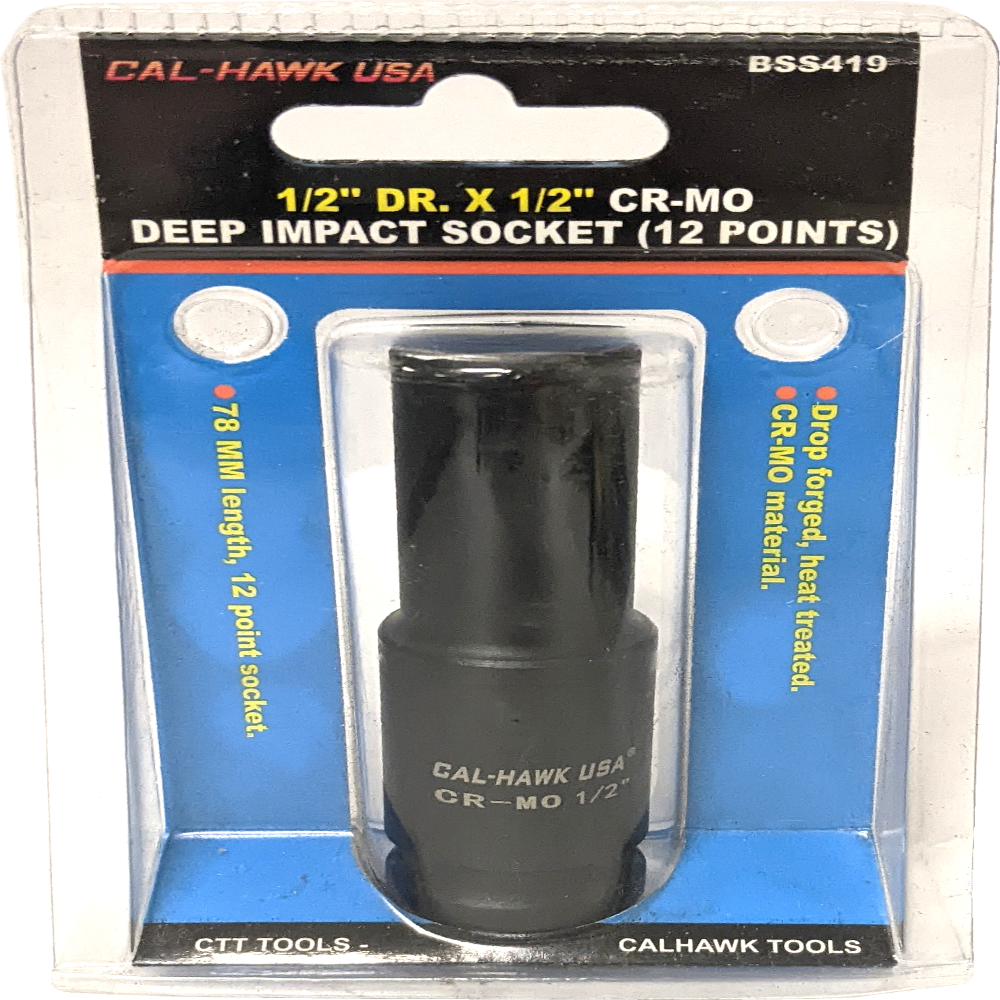 CAL-HAWK USA
BSS419
1/2" DR. X 1/2" CR-MO
DEEP IMPACT SOCKET (12 POINTS)
78 MM length, 12 point socket.
Drop forged, heat treated.
CR-MO material.
CAL-HAWK USA®
CR-MO 1/2"
CTT TOOLS -
CALHAWK TOOLS